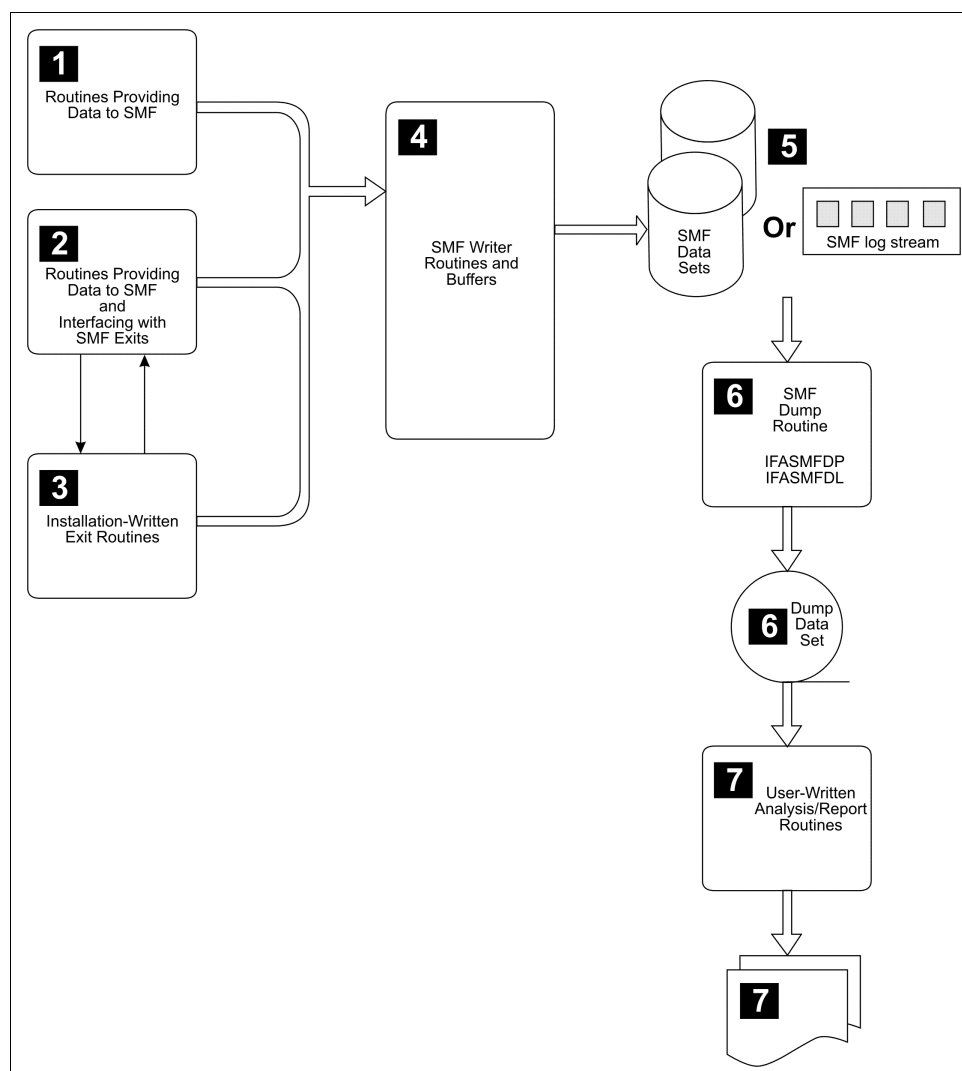 1
Routines Providing
Data to SMF
2
Routines Providing
Data to SMF
and
Interfacing with
SMF Exits
3
Installation-Written
Exit Routines
4
SMF Writer
Routines and
Buffers
5
SMF
Data
Sets
Or
SMF log stream
6
SMF
Dump
Routine
IFASMFDP
IFASMFDL
6
Dump
Data
Set
7
User-Written
Analysis/Report
Routines
7